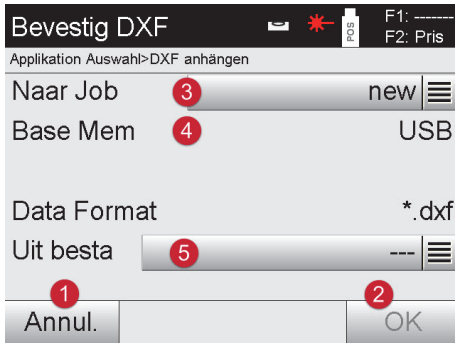 Bevestig DXF
POS
F1: -------
F2: Pris
Applikation Auswahl>DXF anhängen
Naar Job 3 new
Base Mem 4 USB
Data Format *.dxf
Uit besta 5 ---
1 2
Annul. OK